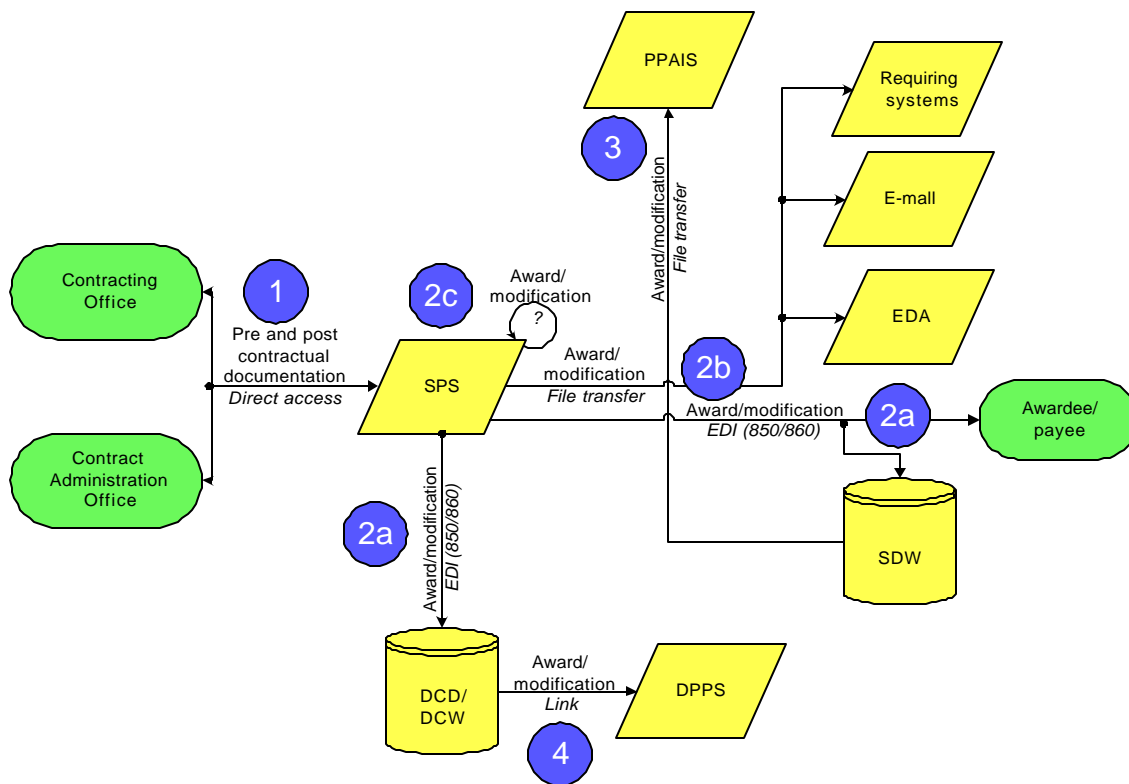 PPAIS
Requiring
systems
3
Award/modification
File transfer
E-mall
Contracting
Office
1
Pre and post
contractual
documentation
Direct access
2c
Award/
modification
?
EDA
SPS
Award/
modification
File transfer
2b
Award/modification
EDI (850/860)
2a
Awardee/
payee
Contract
Administration
Office
2a
Award/modification
EDI (850/860)
SDW
DCD/
DCW
Award/
modification
Link
4
DPPS